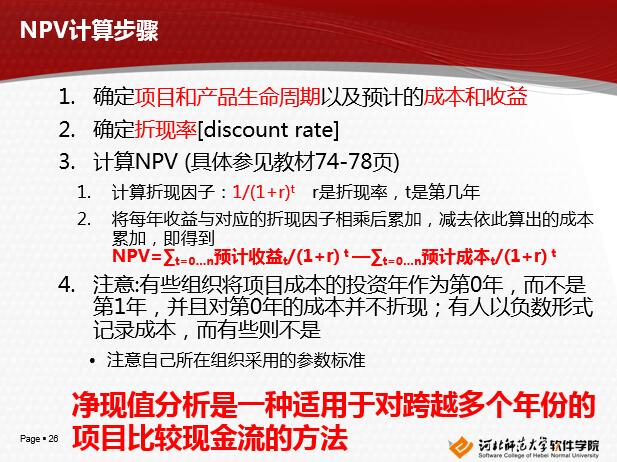 NPV计算步骤
1. 确定项目和产品生命周期以及预计的成本和收益
2. 确定折现率[discount rate]
3. 计算NPV (具体参见教材74-78页)
1. 计算折现因子：1/(1+r)ᵗ r是折现率，t是第几年
2. 将每年收益与对应的折现因子相乘后累加，减去依此算出的成本
累加，即得到
NPV=∑t=0...n预计收益t/(1+r) ᵗ —∑t=0...n预计成本t/(1+r) ᵗ
4. 注意:有些组织将项目成本的投资年作为第0年，而不是
第1年，并且对第0年的成本并不折现；有人以负数形式
记录成本，而有些则不是
• 注意自己所在组织采用的参数标准
净现值分析是一种适用于对跨越多个年份的
项目比较现金流的方法
Page ▪ 26
河北师范大学软件学院
Software College of Hebei Normal University